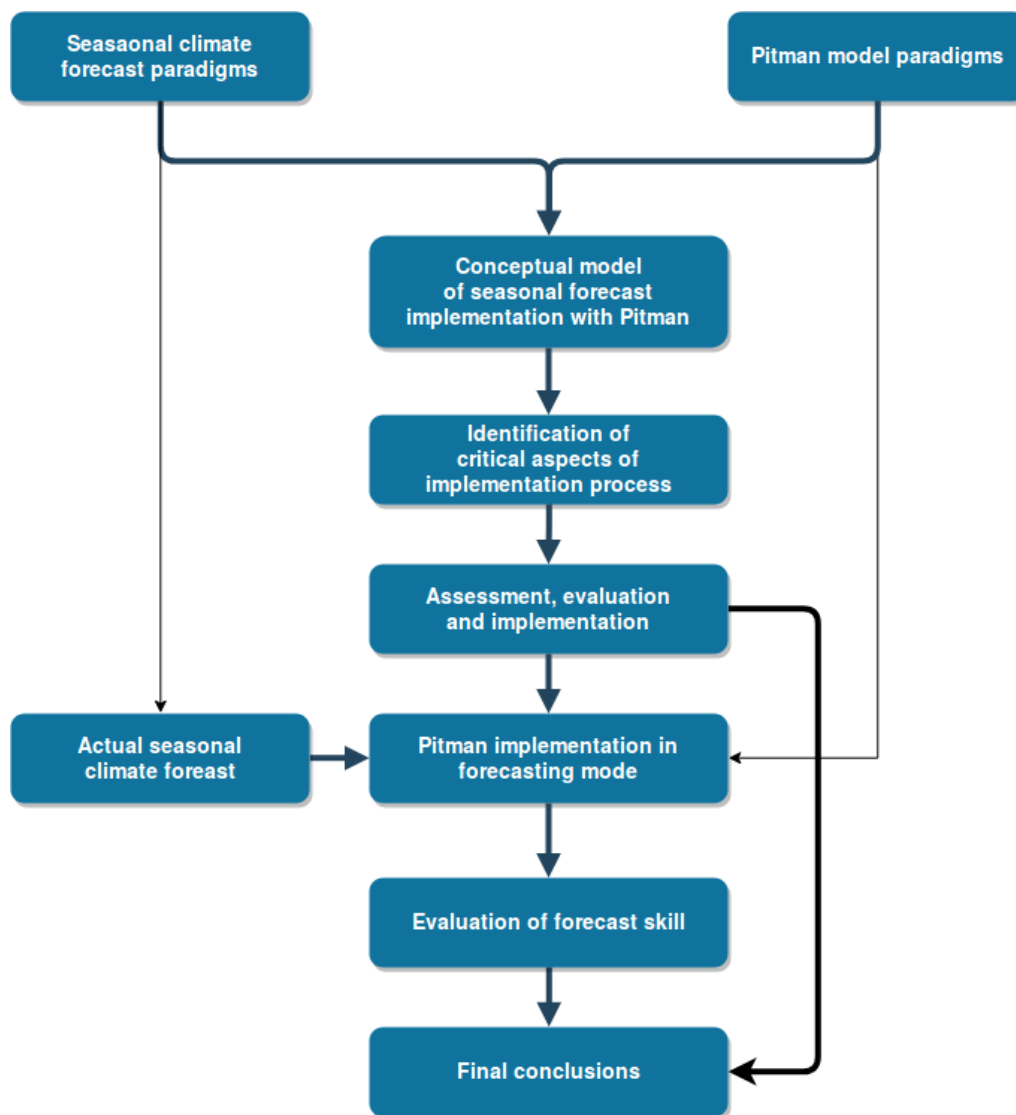 Seasaonal climate
forecast paradigms
Pitman model paradigms
Conceptual model
of seasonal forecast
implementation with Pitman
Identification of
critical aspects of
implementation process
Assessment, evaluation
and implementation
Actual seasonal
climate foreast
Pitman implementation in
forecasting mode
Evaluation of forecast skill
Final conclusions